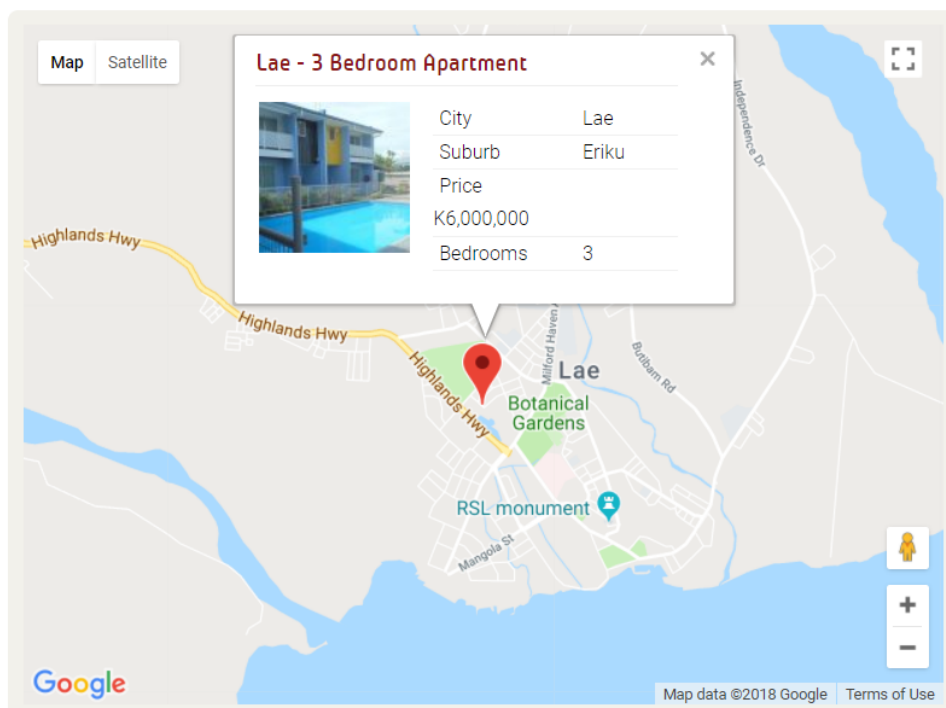 Map Satellite
Lae - 3 Bedroom Apartment ×
City Lae
Suburb Eriku
Price
K6,000,000
Bedrooms 3
Independence Dr
Highlands Hwy
Highlands Hwy
Highlands Hwy
Milford Haven
Butibam Rd
Lae
Botanical
Gardens
RSL monument
Mangola St
+
−
Google
Map data ©2018 Google Terms of Use